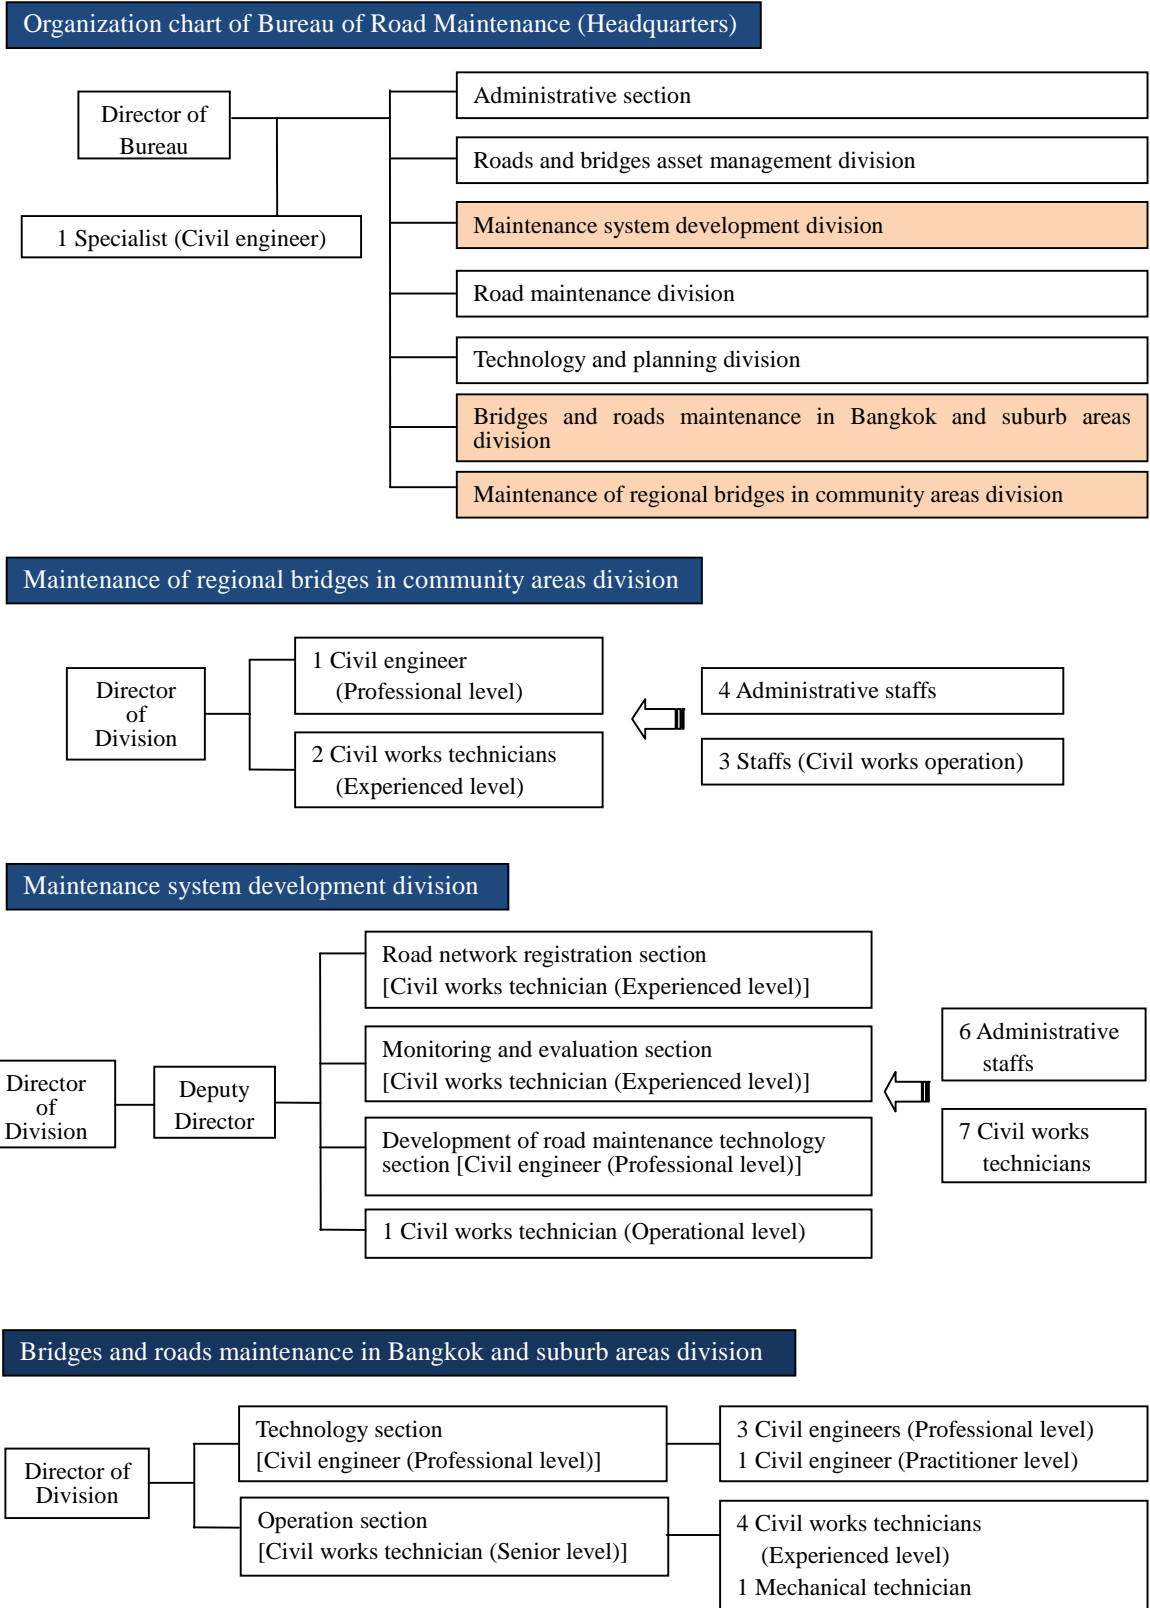 Organization chart of Bureau of Road Maintenance (Headquarters)
Director of
Bureau
1 Specialist (Civil engineer)
Administrative section
Roads and bridges asset management division
Maintenance system development division
Road maintenance division
Technology and planning division
Bridges and roads maintenance in Bangkok and suburb areas
division
Maintenance of regional bridges in community areas division
Maintenance of regional bridges in community areas division
Director
of
Division
1 Civil engineer
(Professional level)
2 Civil works technicians
(Experienced level)
4 Administrative staffs
3 Staffs (Civil works operation)
Maintenance system development division
Director
of
Division
Deputy
Director
Road network registration section
[Civil works technician (Experienced level)]
Monitoring and evaluation section
[Civil works technician (Experienced level)]
Development of road maintenance technology
section [Civil engineer (Professional level)]
1 Civil works technician (Operational level)
6 Administrative
staffs
7 Civil works
technicians
Bridges and roads maintenance in Bangkok and suburb areas division
Director of
Division
Technology section
[Civil engineer (Professional level)]
Operation section
[Civil works technician (Senior level)]
3 Civil engineers (Professional level)
1 Civil engineer (Practitioner level)
4 Civil works technicians
(Experienced level)
1 Mechanical technician